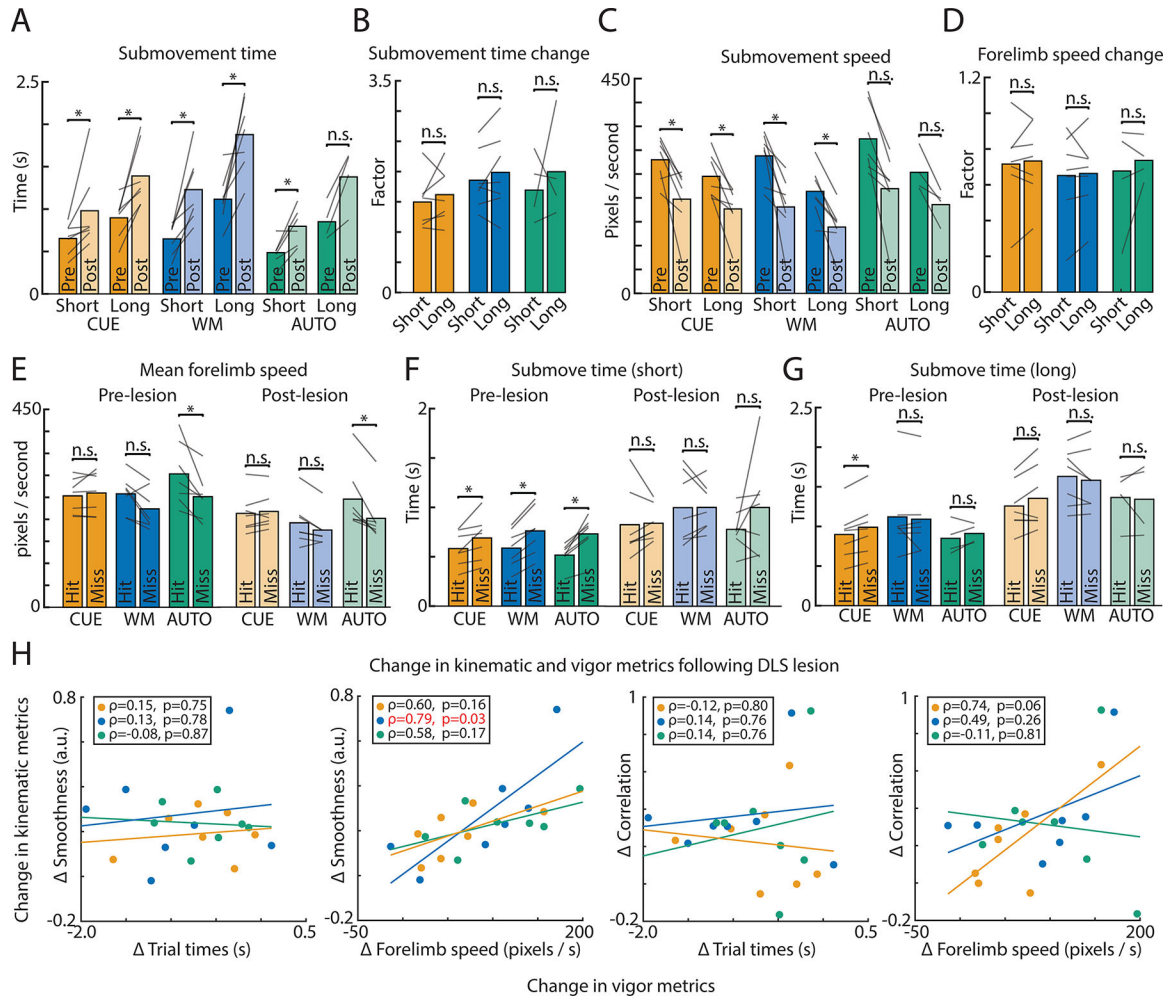 A
Submovement time
2.5
Time (s)
0
* * * * * n.s.
Pre Post Pre Post Pre Post Pre Post Pre Post Pre Post
Short Long Short Long Short Long
CUE WM AUTO
B
Submovement time change
3.5
Factor
0
n.s. n.s. n.s.
Short Long Short Long Short Long
C
Submovement speed
450
Pixels / second
0
* * * * n.s. n.s.
Pre Post Pre Post Pre Post Pre Post Pre Post Pre Post
Short Long Short Long Short Long
CUE WM AUTO
D
Forelimb speed change
1.2
Factor
0
n.s. n.s. n.s.
Short Long Short Long Short Long
E
Mean forelimb speed
Pre-lesion Post-lesion
450
pixels / second
0
n.s. n.s. * n.s. n.s. *
Hit Miss Hit Miss Hit Miss Hit Miss Hit Miss Hit Miss
CUE WM AUTO CUE WM AUTO
F
Submove time (short)
Pre-lesion Post-lesion
2
Time (s)
0
* * * n.s. n.s. n.s.
Hit Miss Hit Miss Hit Miss Hit Miss Hit Miss Hit Miss
CUE WM AUTO CUE WM AUTO
G
Submove time (long)
Pre-lesion Post-lesion
2.5
Time (s)
0
* n.s. n.s. n.s. n.s. n.s.
Hit Miss Hit Miss Hit Miss Hit Miss Hit Miss Hit Miss
CUE WM AUTO CUE WM AUTO
H
Change in kinematic and vigor metrics following DLS lesion
Change in kinematic metrics
0.8
Δ Smoothness (a.u.)
-0.2
ρ=0.15, p=0.75
ρ=0.13, p=0.78
ρ=-0.08, p=0.87
-2.0 0.5
Δ Trial times (s)
0.8
Δ Smoothness (a.u.)
-0.2
ρ=0.60, p=0.16
ρ=0.79, p=0.03
ρ=0.58, p=0.17
-50 200
Δ Forelimb speed (pixels / s)
1
Δ Correlation
-0.2
ρ=-0.12, p=0.80
ρ=0.14, p=0.76
ρ=0.14, p=0.76
-2.0 0.5
Δ Trial times (s)
1
Δ Correlation
-0.2
ρ=0.74, p=0.06
ρ=0.49, p=0.26
ρ=-0.11, p=0.81
-50 200
Δ Forelimb speed (pixels / s)
Change in vigor metrics